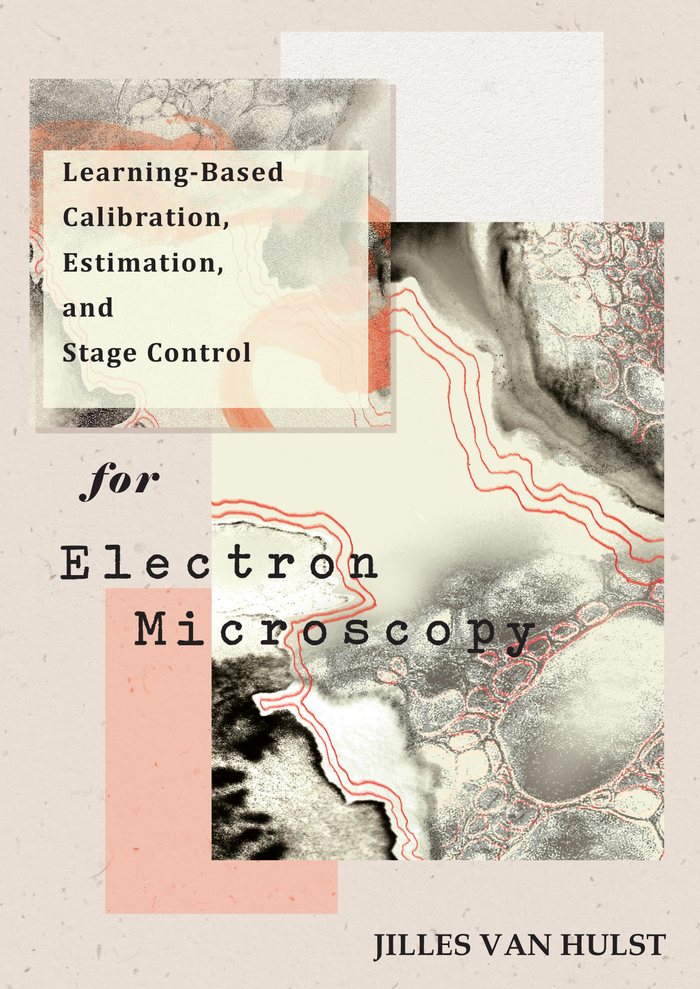 Learning-Based
Calibration,
Estimation,
and
Stage Control
for
Electron
Microscopy
JILLES VAN HULST